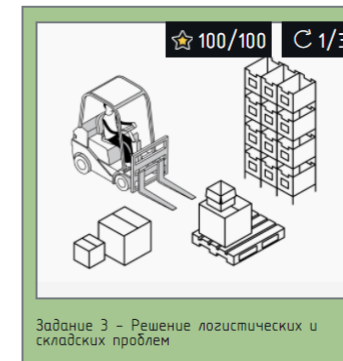 100/100 1/3
Задание 3 – Решение логистических и
складских проблем